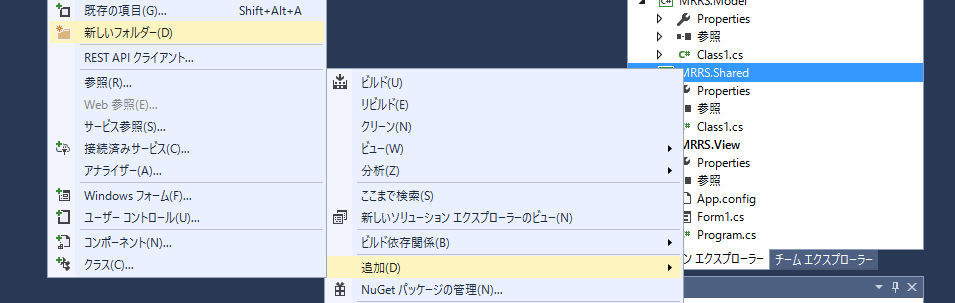 既存の項目(G)... Shift+Alt+A
新しいフォルダー(D)
REST API クライアント...
参照(R)...
Web 参照(E)...
サービス参照(S)...
接続済みサービス(C)...
アナライザー(A)...
Windows フォーム(F)...
ユーザー コントロール(U)...
コンポーネント(N)...
クラス(C)...
ビルド(U)
リビルド(E)
クリーン(N)
ビュー(W)
分析(Z)
ここまで検索(S)
新しいソリューション エクスプローラーのビュー(N)
ビルド依存関係(B)
追加(D)
NuGet パッケージの管理(N)...
MRRS.Model
Properties
参照
C# Class1.cs
MRRS.Shared
Properties
参照
C# Class1.cs
MRRS.View
Properties
参照
App.config
Form1.cs
C# Program.cs
ン エクスプローラー チーム エクスプローラー